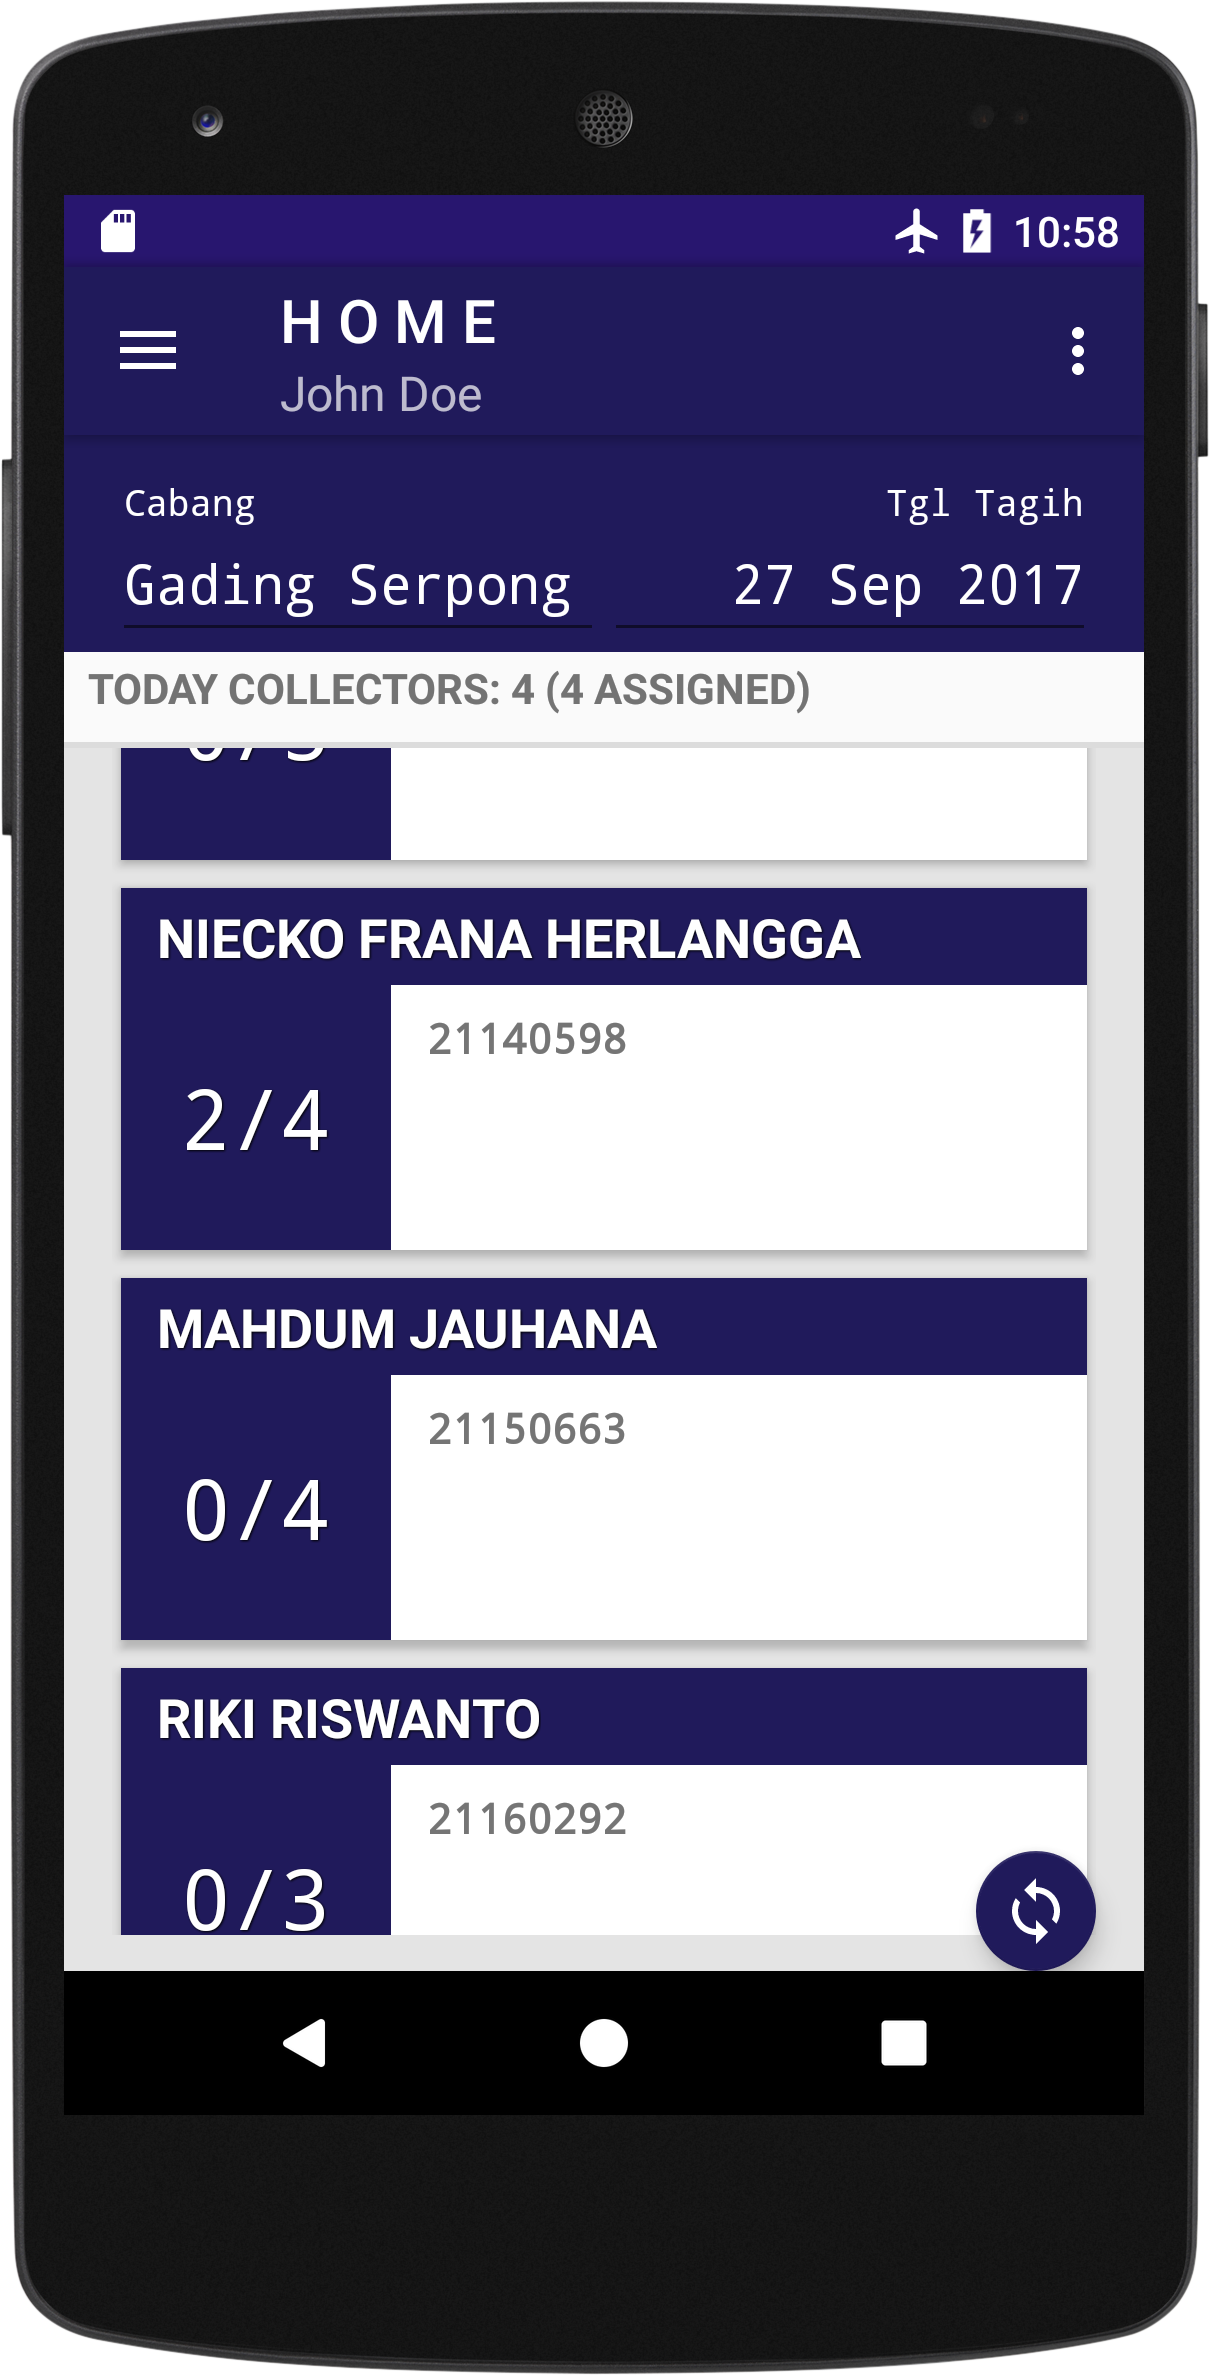 10:58
HOME
John Doe
Cabang
Tgl Tagih
Gading Serpong
27 Sep 2017
TODAY COLLECTORS: 4 (4 ASSIGNED)
NIECKO FRANA HERLANGGA
21140598
2/4
MAHDUM JAUHANA
21150663
0/4
RIKI RISWANTO
21160292
0/3